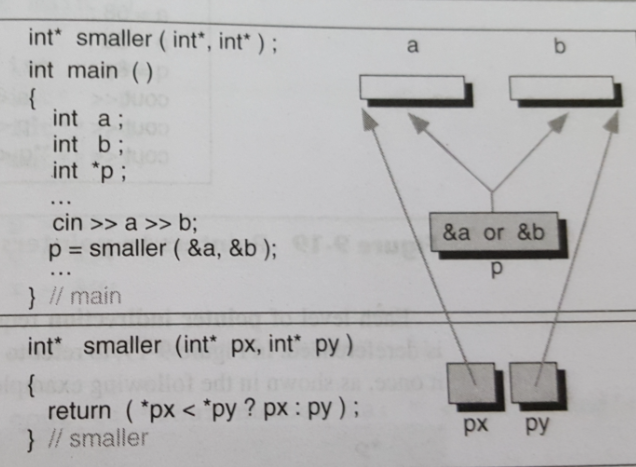 int* smaller ( int*, int* ) ;
int main ( )
{
int a ;
int b ;
int *p ;
...
cin >> a >> b;
p = smaller ( &a, &b );
...
} // main
a b
&a or &b
p
int* smaller (int* px, int* py )
{
return ( *px < *py ? px : py ) ;
} // smaller
px py